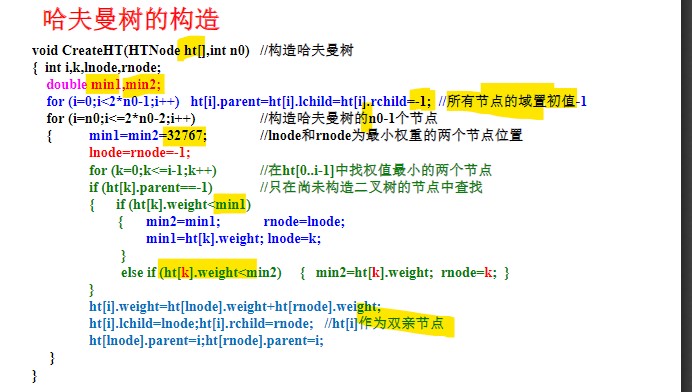 哈夫曼树的构造
void CreateHT(HTNode ht[],int n0) //构造哈夫曼树
{ int i,k,lnode,rnode;
double min1,min2;
for (i=0;i<2*n0-1;i++) ht[i].parent=ht[i].lchild=ht[i].rchild=-1; //所有节点的域置初值-1
for (i=n0;i<=2*n0-2;i++) //构造哈夫曼树的n0-1个节点
{ min1=min2=32767; //lnode和rnode为最小权重的两个节点位置
lnode=rnode=-1;
for (k=0;k<=i-1;k++) //在ht[0..i-1]中找权值最小的两个节点
if (ht[k].parent==-1) //只在尚未构造二叉树的节点中查找
{ if (ht[k].weight<min1)
{ min2=min1; rnode=lnode;
min1=ht[k].weight; lnode=k;
}
else if (ht[k].weight<min2) { min2=ht[k].weight; rnode=k; }
}
ht[i].weight=ht[lnode].weight+ht[rnode].weight;
ht[i].lchild=lnode;ht[i].rchild=rnode; //ht[i]作为双亲节点
ht[lnode].parent=i;ht[rnode].parent=i;
}
}